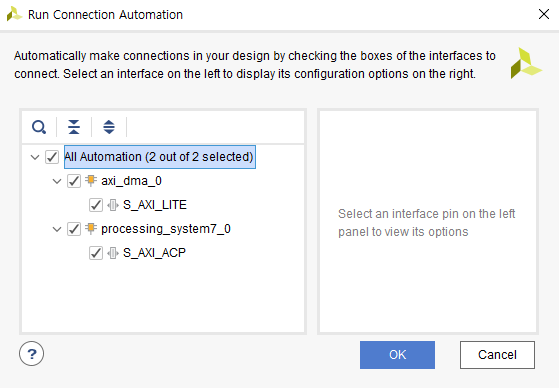 Run Connection Automation
Automatically make connections in your design by checking the boxes of the interfaces to
connect. Select an interface on the left to display its configuration options on the right.
All Automation (2 out of 2 selected)
axi_dma_0
S_AXI_LITE
processing_system7_0
S_AXI_ACP
Select an interface pin on the left
panel to view its options
?
OK
Cancel